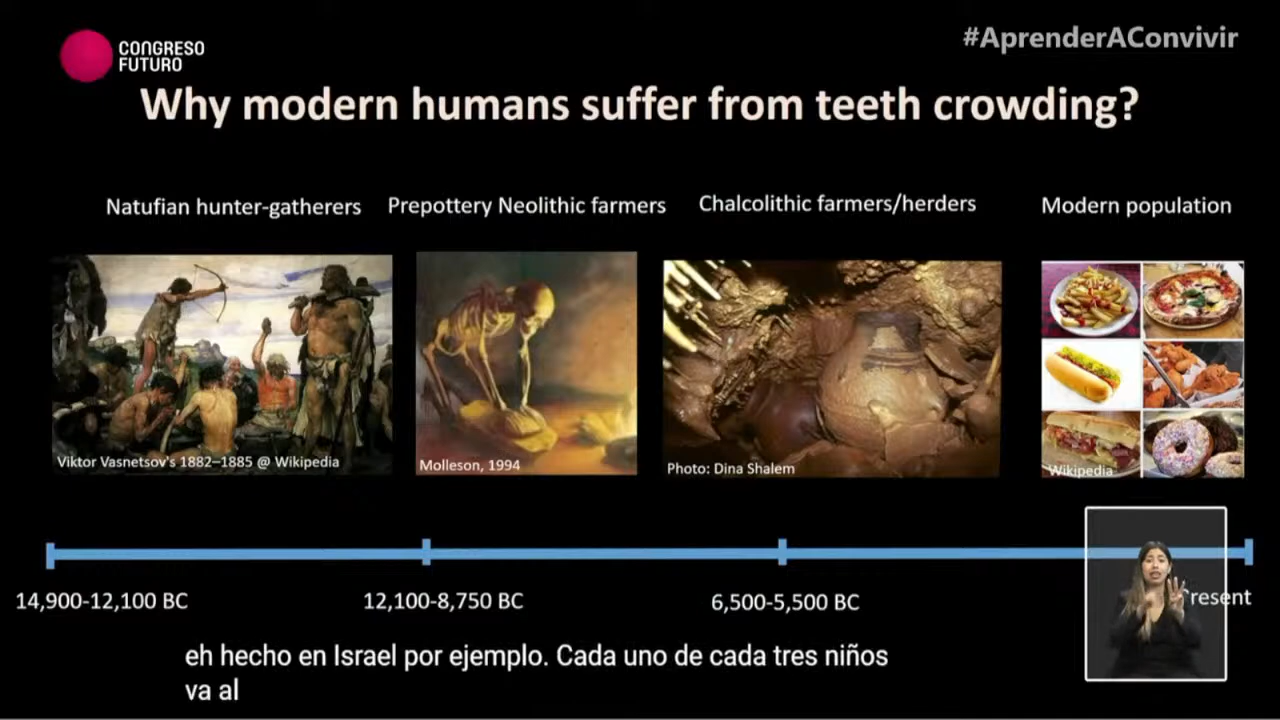 CONGRESO
FUTURO
#AprenderAConvivir
Why modern humans suffer from teeth crowding?
Natufian hunter-gatherers
Prepottery Neolithic farmers
Chalcolithic farmers/herders
Modern population
Viktor Vasnetsov's 1882–1885 @ Wikipedia
Molleson, 1994
Photo: Dina Shalem
Wikipedia
14,900-12,100 BC
12,100-8,750 BC
6,500-5,500 BC
Present
eh hecho en Israel por ejemplo. Cada uno de cada tres niños
va al